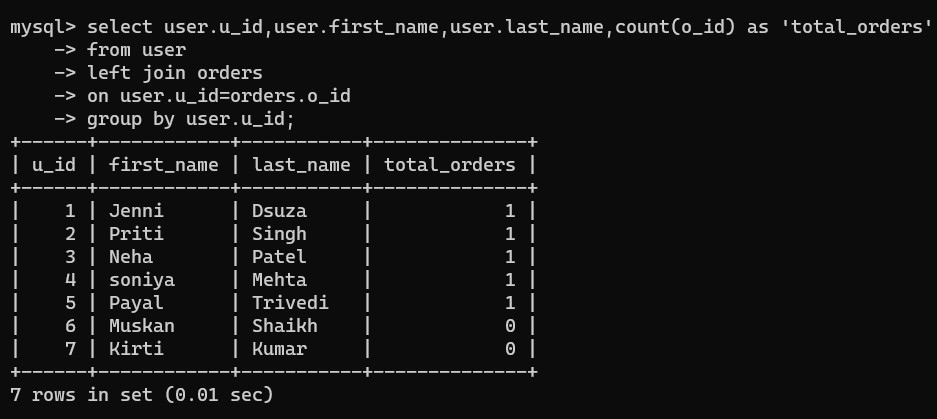 mysql> select user.u_id,user.first_name,user.last_name,count(o_id) as 'total_orders'
    -> from user
    -> left join orders
    -> on user.u_id=orders.o_id
    -> group by user.u_id;
+------+------------+-----------+--------------+
| u_id | first_name | last_name | total_orders |
+------+------------+-----------+--------------+
|    1 | Jenni      | Dsuza     |            1 |
|    2 | Priti      | Singh     |            1 |
|    3 | Neha       | Patel     |            1 |
|    4 | soniya     | Mehta     |            1 |
|    5 | Payal      | Trivedi   |            1 |
|    6 | Muskan     | Shaikh    |            0 |
|    7 | Kirti      | Kumar     |            0 |
+------+------------+-----------+--------------+
7 rows in set (0.01 sec)